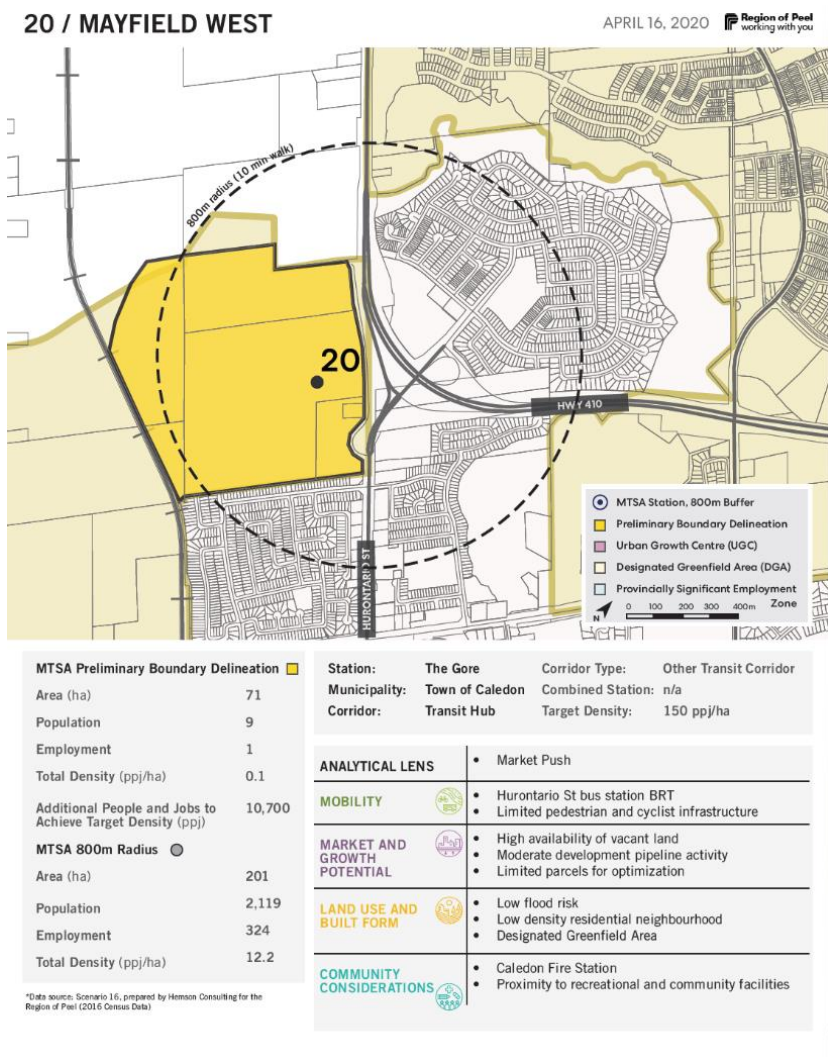 20 / MAYFIELD WEST
APRIL 16, 2020
Region of Peel
working with you
800m radius (10 min walk)
20
HWY 410
HURONTARIO ST
MTSA Station, 800m Buffer
Preliminary Boundary Delineation
Urban Growth Centre (UGC)
Designated Greenfield Area (DGA)
Provincially Significant Employment
Zone
N
0 100 200 300 400m
MTSA Preliminary Boundary Delineation
Area (ha) 71
Population 9
Employment 1
Total Density (ppj/ha) 0.1
Additional People and Jobs to 10,700
Achieve Target Density (ppj)
MTSA 800m Radius
Area (ha) 201
Population 2,119
Employment 324
Total Density (ppj/ha) 12.2
*Data source: Scenario 16, prepared by Hemson Consulting for the
Region of Peel (2016 Census Data)
Station: The Gore Corridor Type: Other Transit Corridor
Municipality: Town of Caledon Combined Station: n/a
Corridor: Transit Hub Target Density: 150 ppj/ha
ANALYTICAL LENS
• Market Push
MOBILITY
• Hurontario St bus station BRT
• Limited pedestrian and cyclist infrastructure
MARKET AND
GROWTH
POTENTIAL
• High availability of vacant land
• Moderate development pipeline activity
• Limited parcels for optimization
LAND USE AND
BUILT FORM
• Low flood risk
• Low density residential neighbourhood
• Designated Greenfield Area
COMMUNITY
CONSIDERATIONS
• Caledon Fire Station
• Proximity to recreational and community facilities